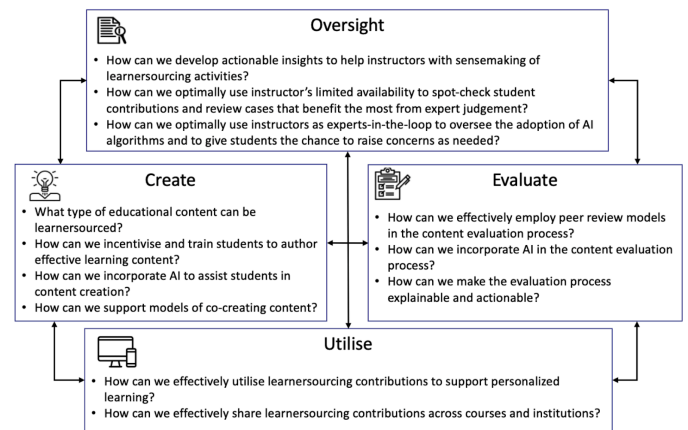 Oversight
• How can we develop actionable insights to help instructors with sensemaking of
learnersourcing activities?
• How can we optimally use instructor's limited availability to spot-check student
contributions and review cases that benefit the most from expert judgement?
• How can we optimally use instructors as experts-in-the-loop to oversee the adoption of AI
algorithms and to give students the chance to raise concerns as needed?
Create
• What type of educational content can be
learnersourced?
• How can we incentivise and train students to author
effective learning content?
• How can we incorporate AI to assist students in
content creation?
• How can we support models of co-creating content?
Evaluate
• How can we effectively employ peer review models
in the content evaluation process?
• How can we incorporate AI in the content evaluation
process?
• How can we make the evaluation process
explainable and actionable?
Utilise
• How can we effectively utilise learnersourcing contributions to support personalized
learning?
• How can we effectively share learnersourcing contributions across courses and institutions?